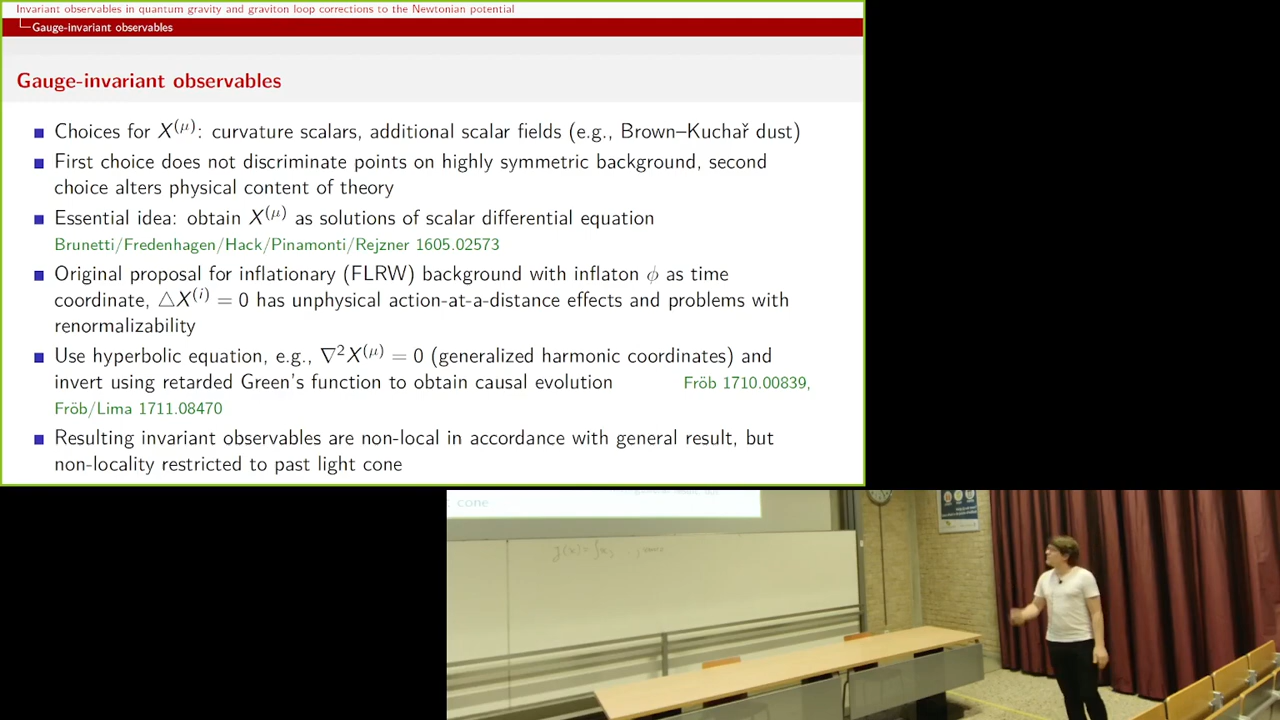 Invariant observables in quantum gravity and graviton loop corrections to the Newtonian potential
Gauge-invariant observables
Gauge-invariant observables
Choices for X^(μ): curvature scalars, additional scalar fields (e.g., Brown–Kuchař dust)
First choice does not discriminate points on highly symmetric background, second
choice alters physical content of theory
Essential idea: obtain X^(μ) as solutions of scalar differential equation
Brunetti/Fredenhagen/Hack/Pinamonti/Rejzner 1605.02573
Original proposal for inflationary (FLRW) background with inflaton ϕ as time
coordinate, △X^(i) = 0 has unphysical action-at-a-distance effects and problems with
renormalizability
Use hyperbolic equation, e.g., ∇²X^(μ) = 0 (generalized harmonic coordinates) and
invert using retarded Green's function to obtain causal evolution Fröb 1710.00839,
Fröb/Lima 1711.08470
Resulting invariant observables are non-local in accordance with general result, but
non-locality restricted to past light cone
cone